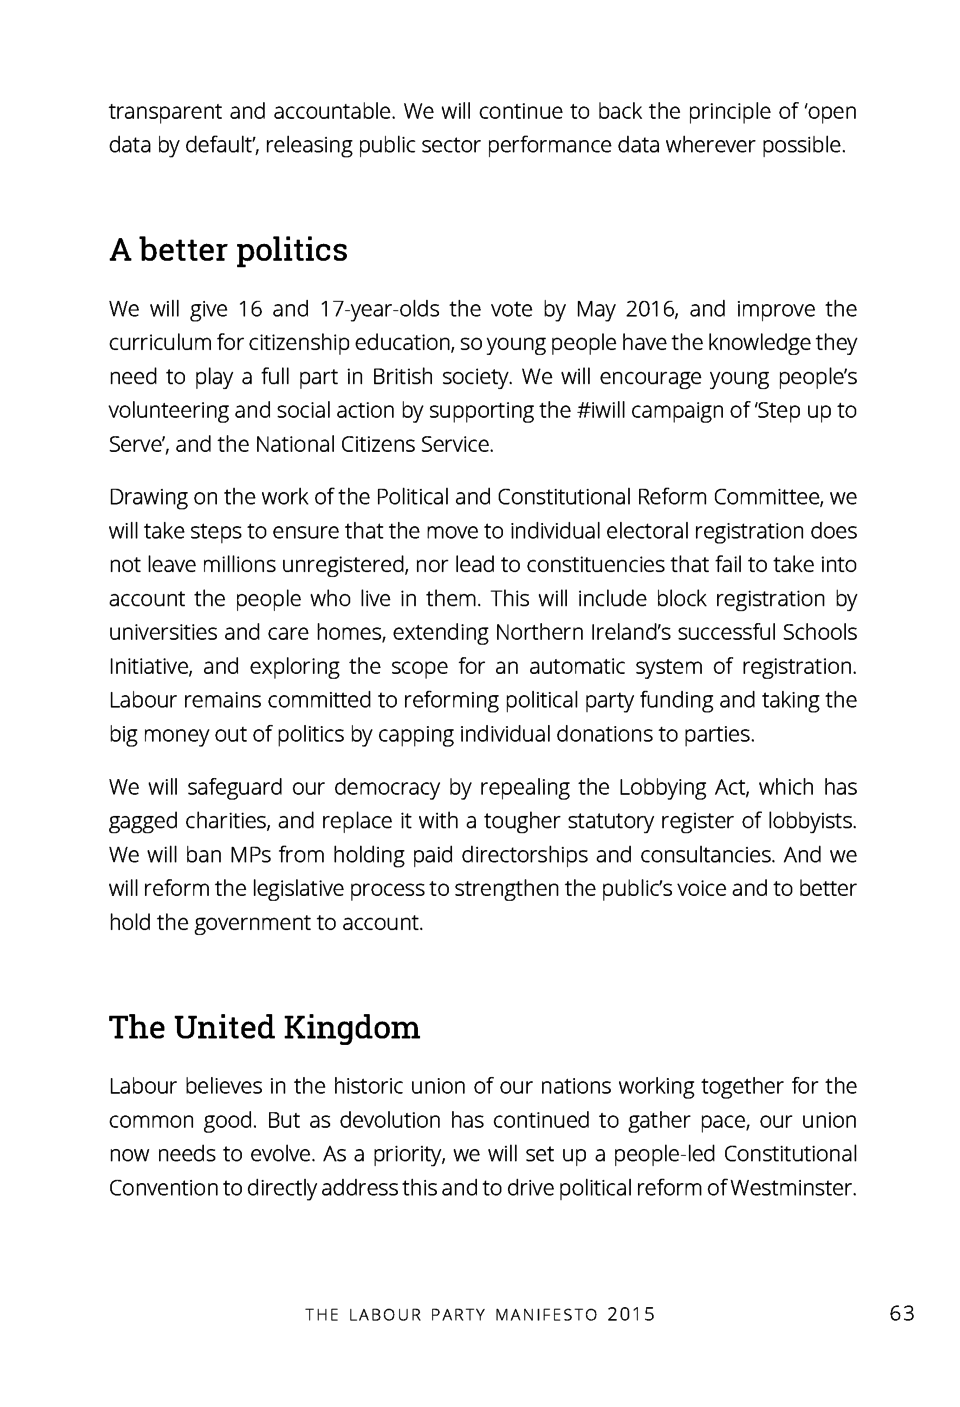 transparent and accountable. We will continue to back the principle of ‘open
data by default’, releasing public sector performance data wherever possible.
A better politics
We will give 16 and 17-year-olds the vote by May 2016, and improve the
curriculum for citizenship education, so young people have the knowledge they
need to play a full part in British society. We will encourage young people’s
volunteering and social action by supporting the #iwill campaign of ‘Step up to
Serve’, and the National Citizens Service.
Drawing on the work of the Political and Constitutional Reform Committee, we
will take steps to ensure that the move to individual electoral registration does
not leave millions unregistered, nor lead to constituencies that fail to take into
account the people who live in them. This will include block registration by
universities and care homes, extending Northern Ireland’s successful Schools
Initiative, and exploring the scope for an automatic system of registration.
Labour remains committed to reforming political party funding and taking the
big money out of politics by capping individual donations to parties.
We will safeguard our democracy by repealing the Lobbying Act, which has
gagged charities, and replace it with a tougher statutory register of lobbyists.
We will ban MPs from holding paid directorships and consultancies. And we
will reform the legislative process to strengthen the public’s voice and to better
hold the government to account.
The United Kingdom
Labour believes in the historic union of our nations working together for the
common good. But as devolution has continued to gather pace, our union
now needs to evolve. As a priority, we will set up a people-led Constitutional
Convention to directly address this and to drive political reform of Westminster.
THE LABOUR PARTY MANIFESTO 2015 63